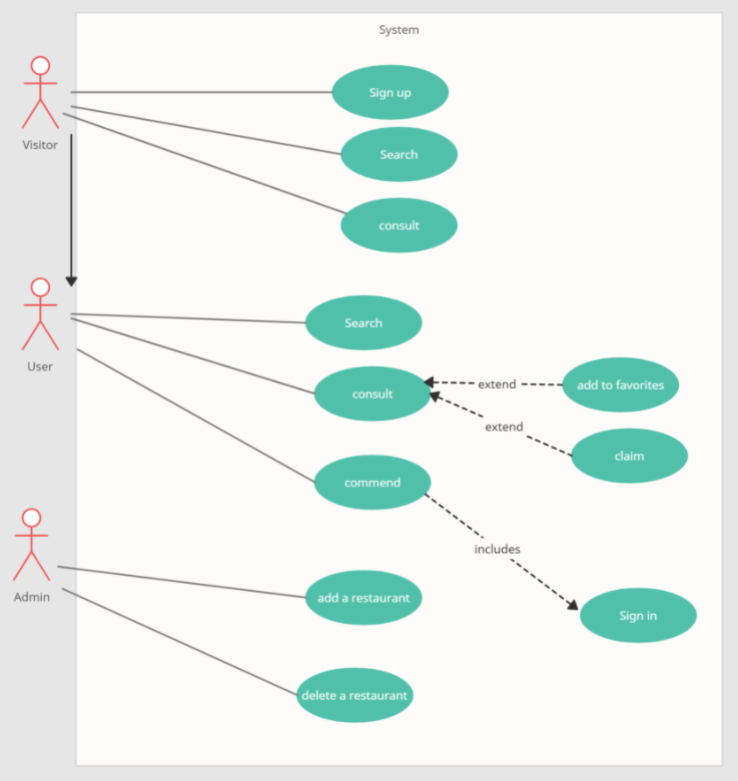 System
Sign up
Search
consult
Visitor
Search
User
consult
extend
add to favorites
extend
claim
commend
includes
Admin
add a restaurant
Sign in
delete a restaurant